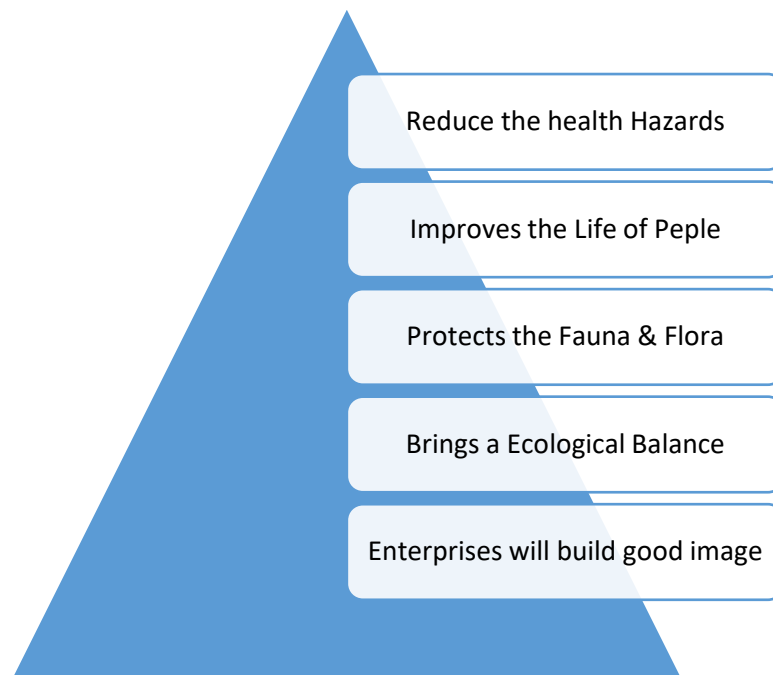 Reduce the health Hazards
Improves the Life of Peple
Protects the Fauna & Flora
Brings a Ecological Balance
Enterprises will build good image